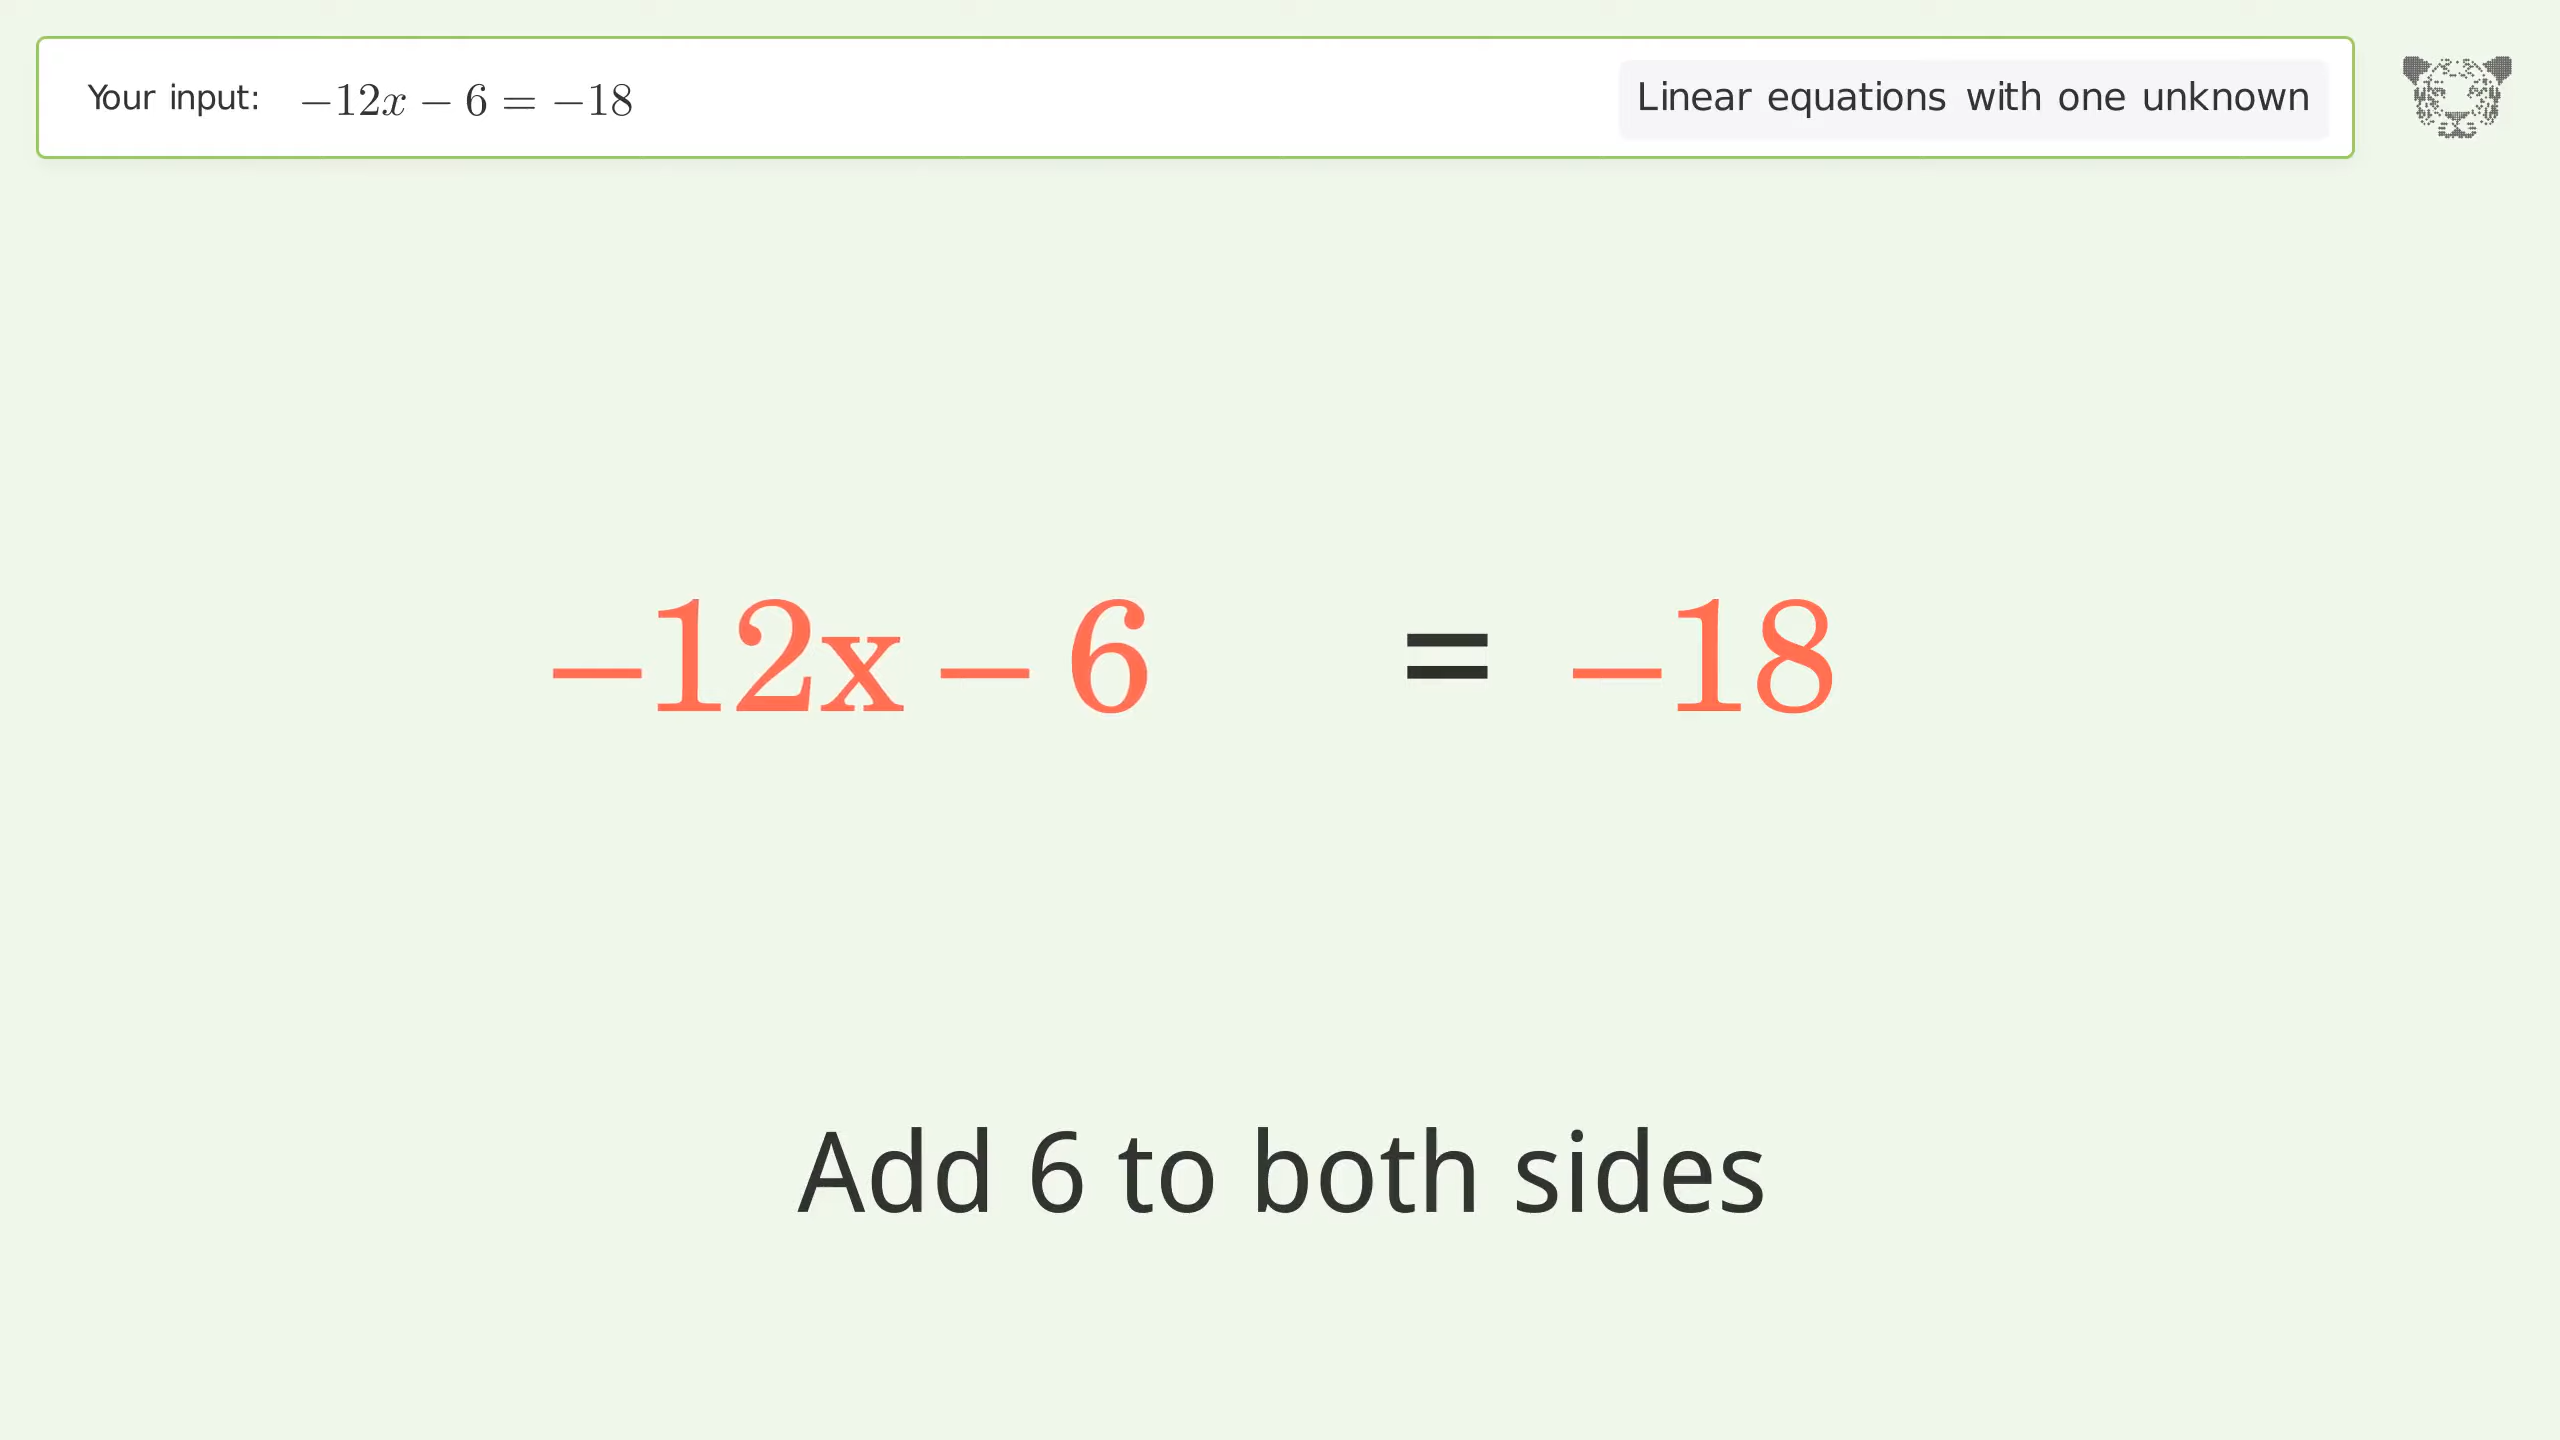 Your input: −12x − 6 = −18
Linear equations with one unknown
−12x − 6 = −18
Add 6 to both sides